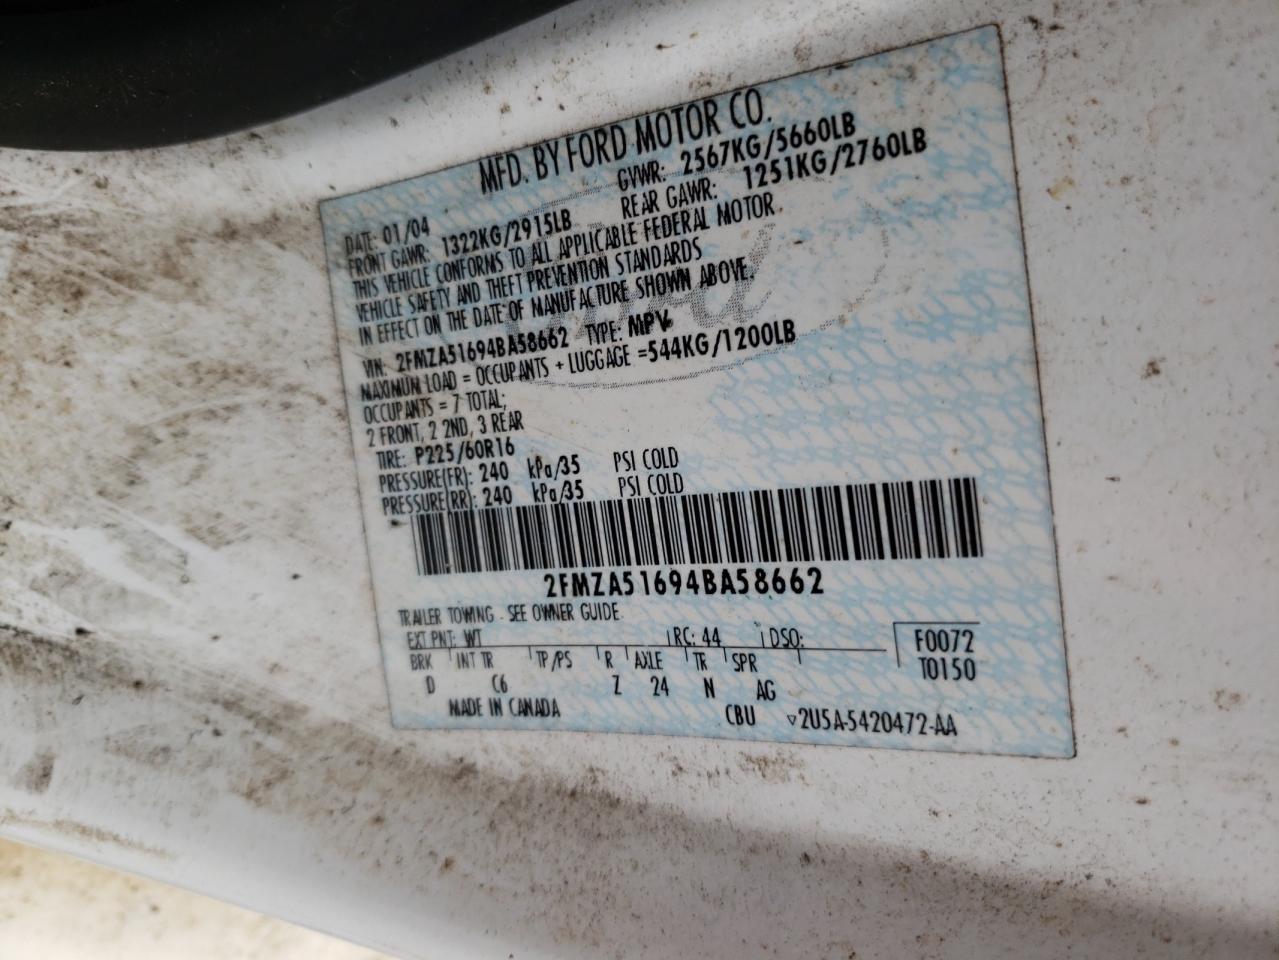 MFD. BY FORD MOTOR CO.
DATE: 01/04 GVWR: 2567KG/5660LB
FRONT GAWR: 1322KG/2915LB REAR GAWR: 1251KG/2760LB
THIS VEHICLE CONFORMS TO ALL APPLICABLE FEDERAL MOTOR
VEHICLE SAFETY AND THEFT PREVENTION STANDARDS
IN EFFECT ON THE DATE OF MANUFACTURE SHOWN ABOVE.
VIN: 2FMZA51694BA58662 TYPE: MPV
MAXIMUN LOAD = OCCUPANTS + LUGGAGE =544KG/1200LB
OCCUPANTS = 7 TOTAL;
2 FRONT, 2 2ND, 3 REAR
TIRE: P225/60R16
PRESSURE(FR): 240 kPa/35 PSI COLD
PRESSURE(RR): 240 kPa/35 PSI COLD
2FMZA51694BA58662
TRAILER TOWING - SEE OWNER GUIDE
EXT PNT: WT RC: 44 DSO: F0072
BRK INT TR TP/PS R AXLE TR SPR T0150
D C6 Z 24 N AG
MADE IN CANADA CBU ▿2U5A-5420472-AA
Ford